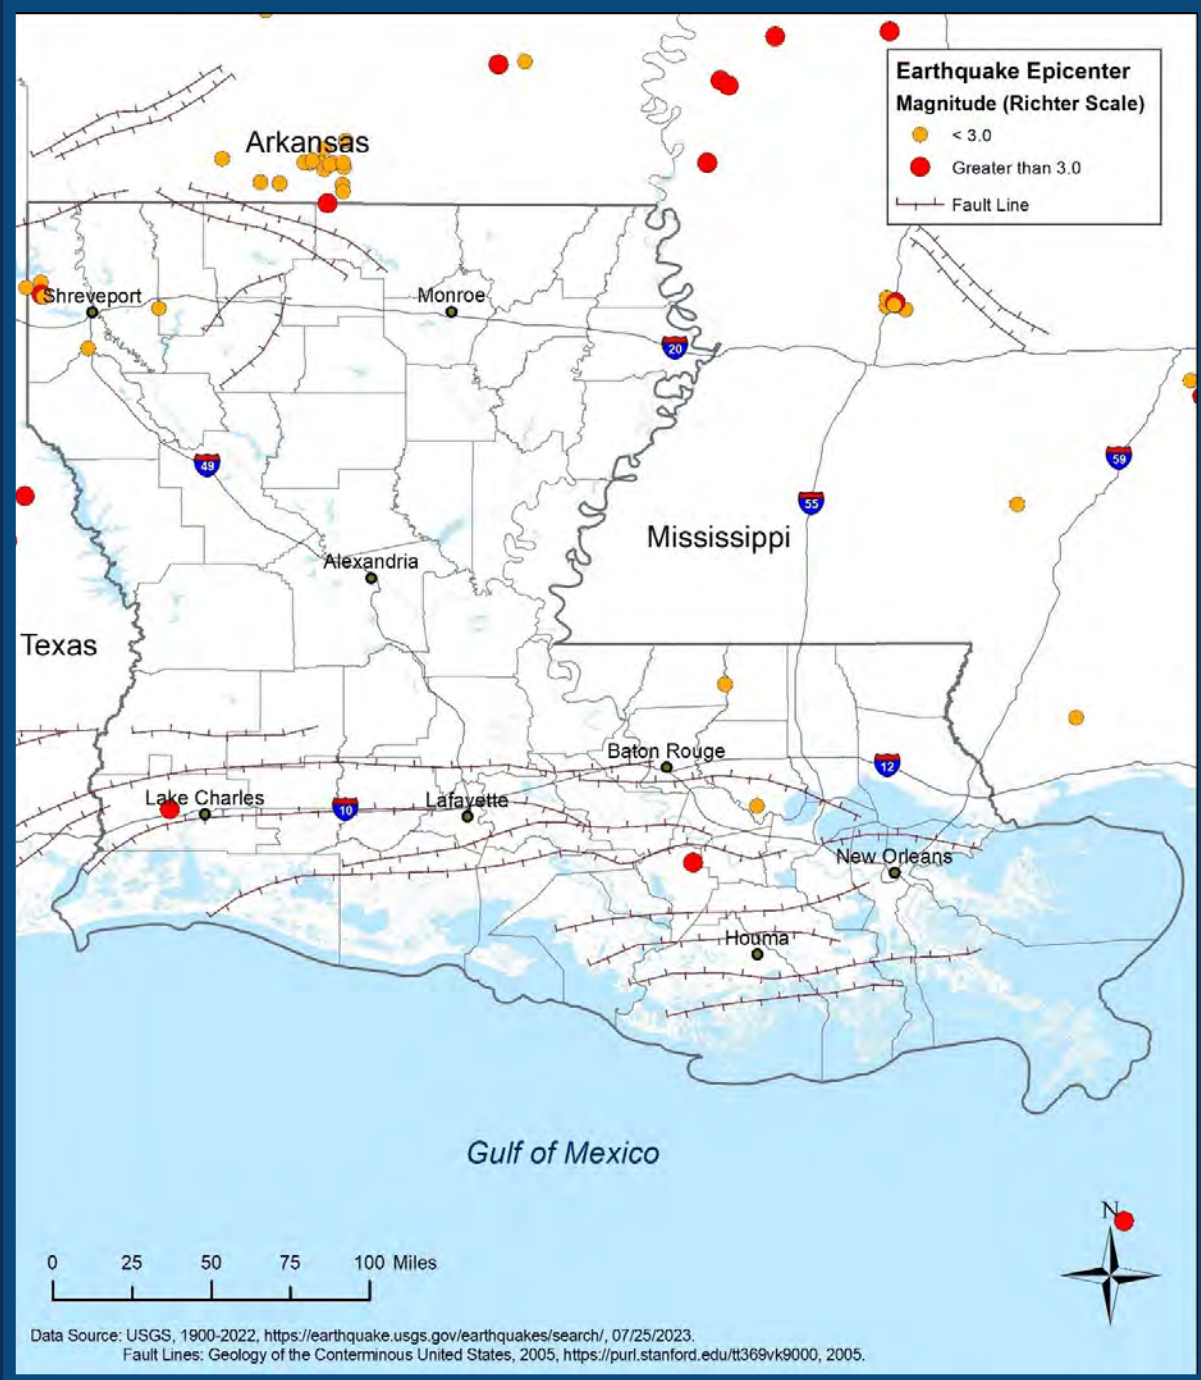 Earthquake Epicenter
Magnitude (Richter Scale)
< 3.0
Greater than 3.0
Fault Line
Arkansas
Shreveport
Monroe
20
49
59
55
Mississippi
Alexandria
Texas
Baton Rouge
12
Lake Charles
10
Lafayette
New Orleans
Houma
Gulf of Mexico
N
0 25 50 75 100 Miles
Data Source: USGS, 1900-2022, https://earthquake.usgs.gov/earthquakes/search/, 07/25/2023.
Fault Lines: Geology of the Conterminous United States, 2005, https://purl.stanford.edu/tt369vk9000, 2005.